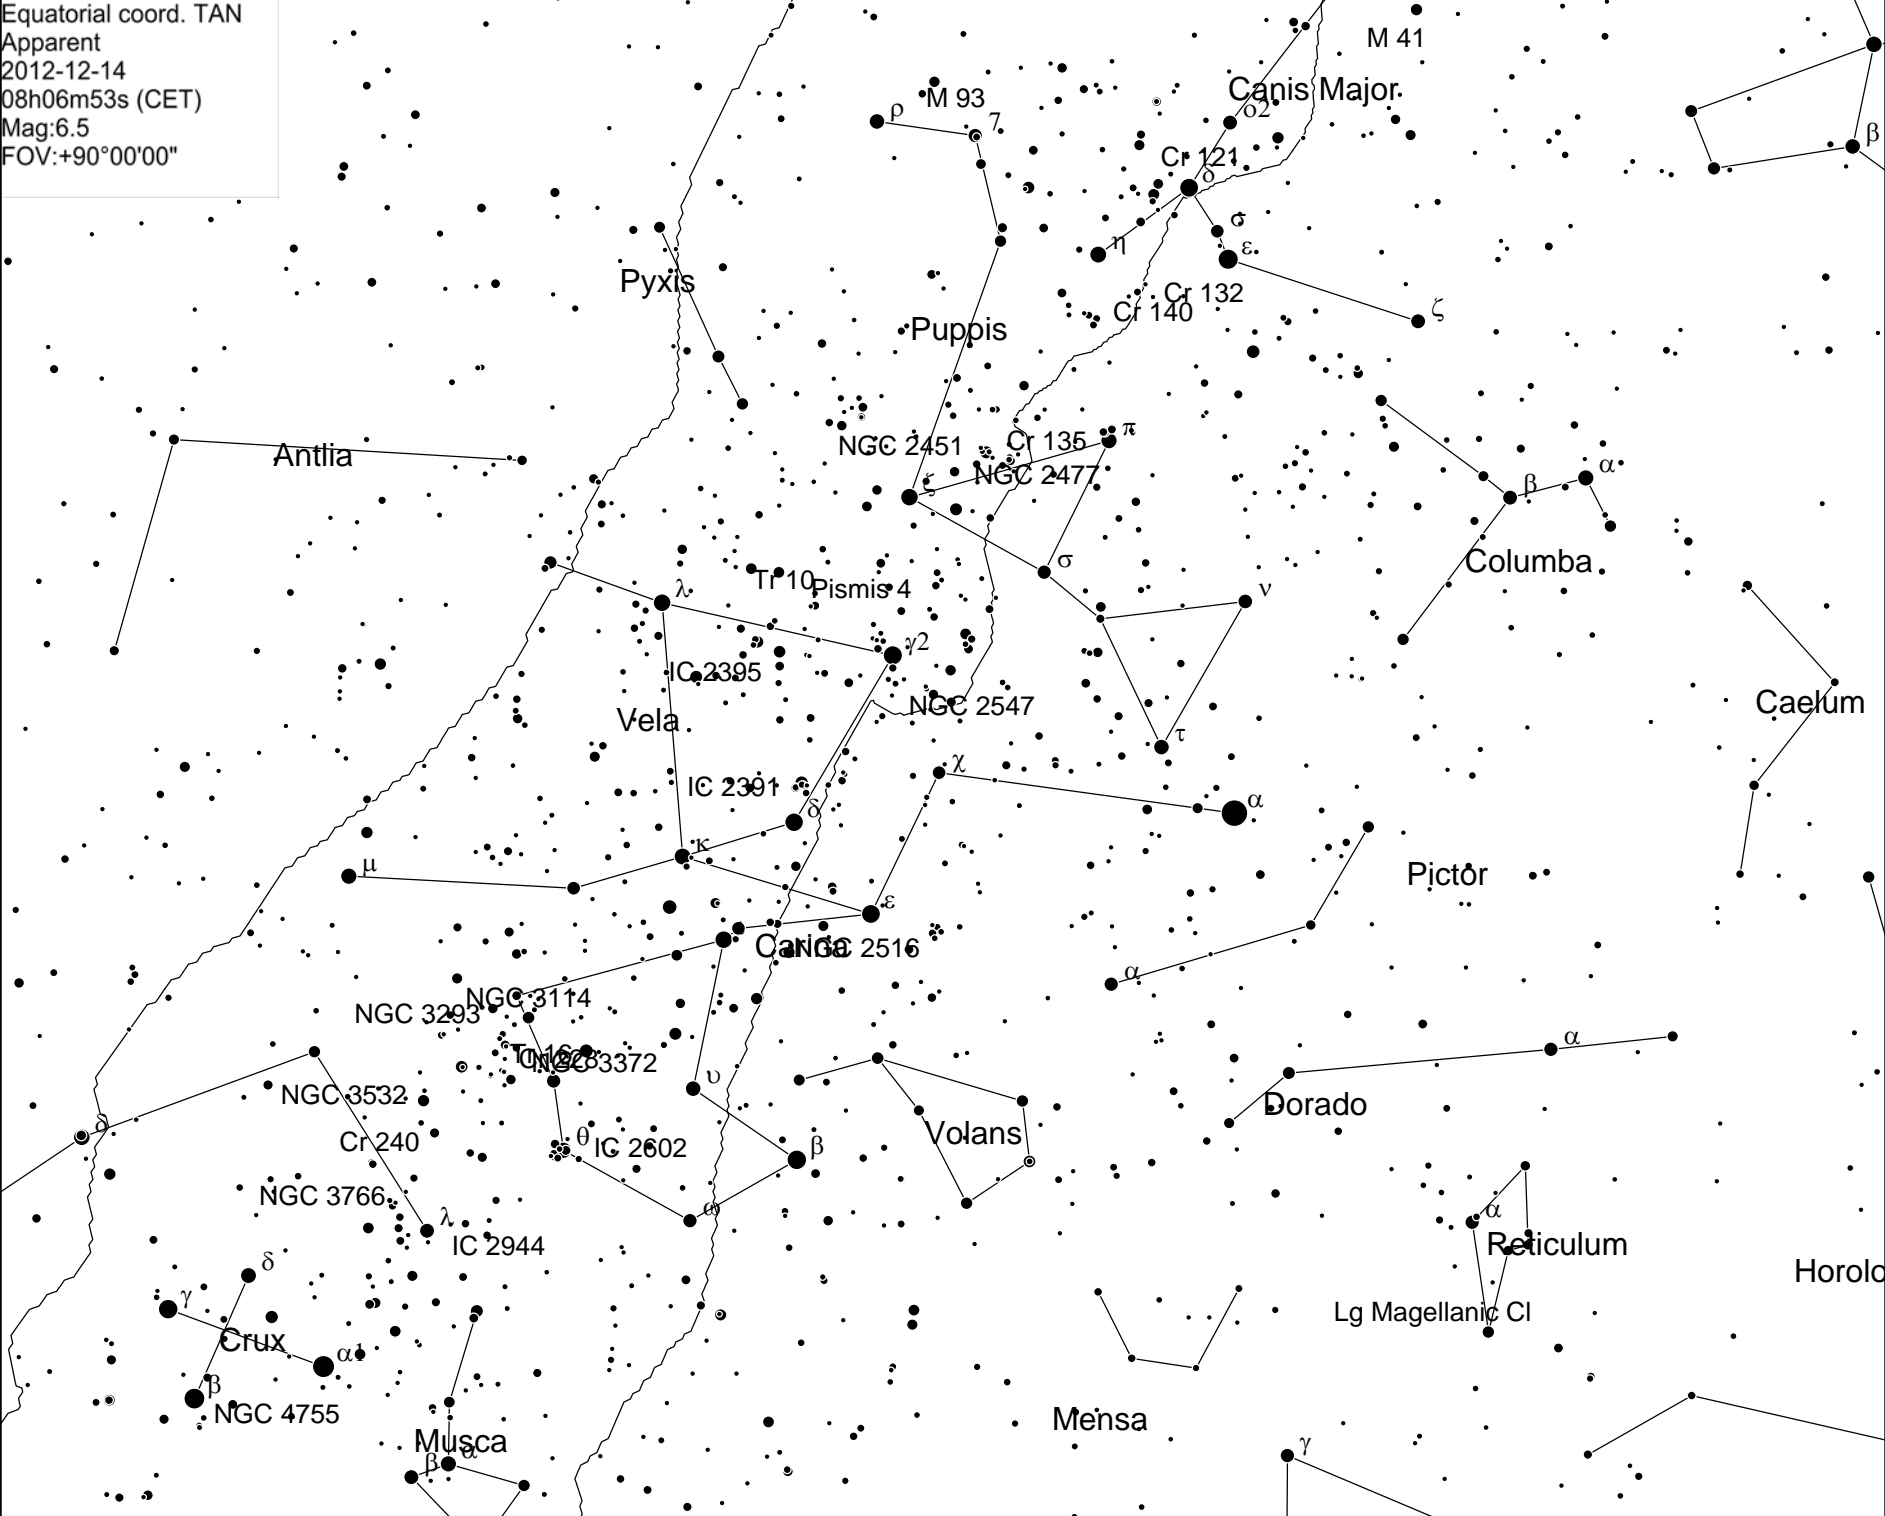 Equatorial coord. TAN
Apparent
2012-12-14
08h06m53s (CET)
Mag:6.5
FOV:+90°00'00"
M 41
Canis Major
ο2
M 93
ρ
7
β
Cr 121
δ
σ
η
ε
Pyxis
Cr 132
Cr 140
ζ
Puppis
π
Cr 135
NGC 2451
Antlia
α
NGC 2477
ζ
β
σ
Columba
Tr 10
Pismis 4
λ
ν
γ2
IC 2395
Caelum
NGC 2547
Vela
τ
χ
IC 2391
α
δ
κ
μ
Pictor
ε
Carina
NGC 2516
α
NGC 3114
NGC 3293
α
Tr 16
NGC 3372
υ
NGC 3532
Dorado
δ
Volans
θ
IC 2602
Cr 240
β
NGC 3766
ω
α
λ
IC 2944
Reticulum
δ
Horolo
γ
Lg Magellanic Cl
Crux
α1
β
NGC 4755
Mensa
Musca
α
β
γ